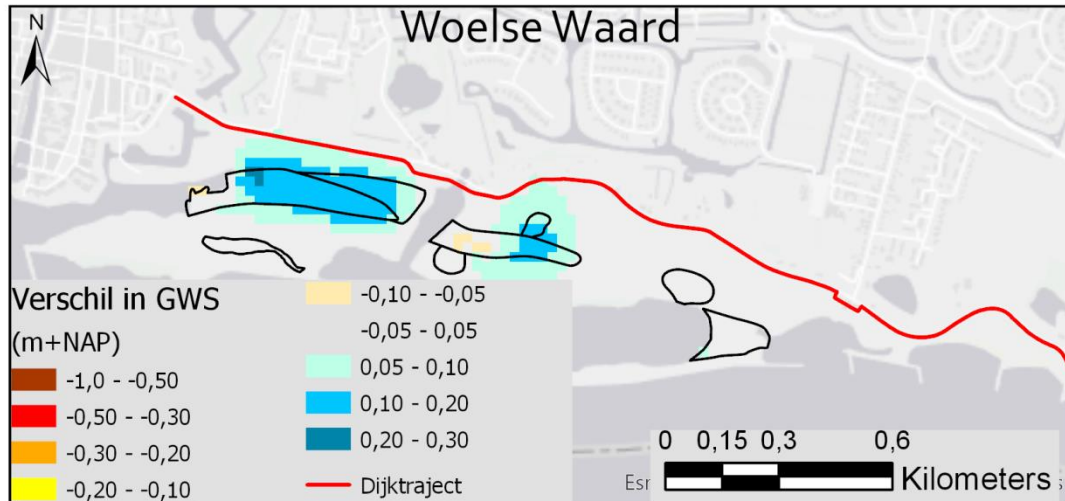 Woelse Waard
N
Verschil in GWS
(m+NAP)
-1,0 - -0,50
-0,50 - -0,30
-0,30 - -0,20
-0,20 - -0,10
-0,10 - -0,05
-0,05 - 0,05
0,05 - 0,10
0,10 - 0,20
0,20 - 0,30
Dijktraject
0 0,15 0,3 0,6
Kilometers